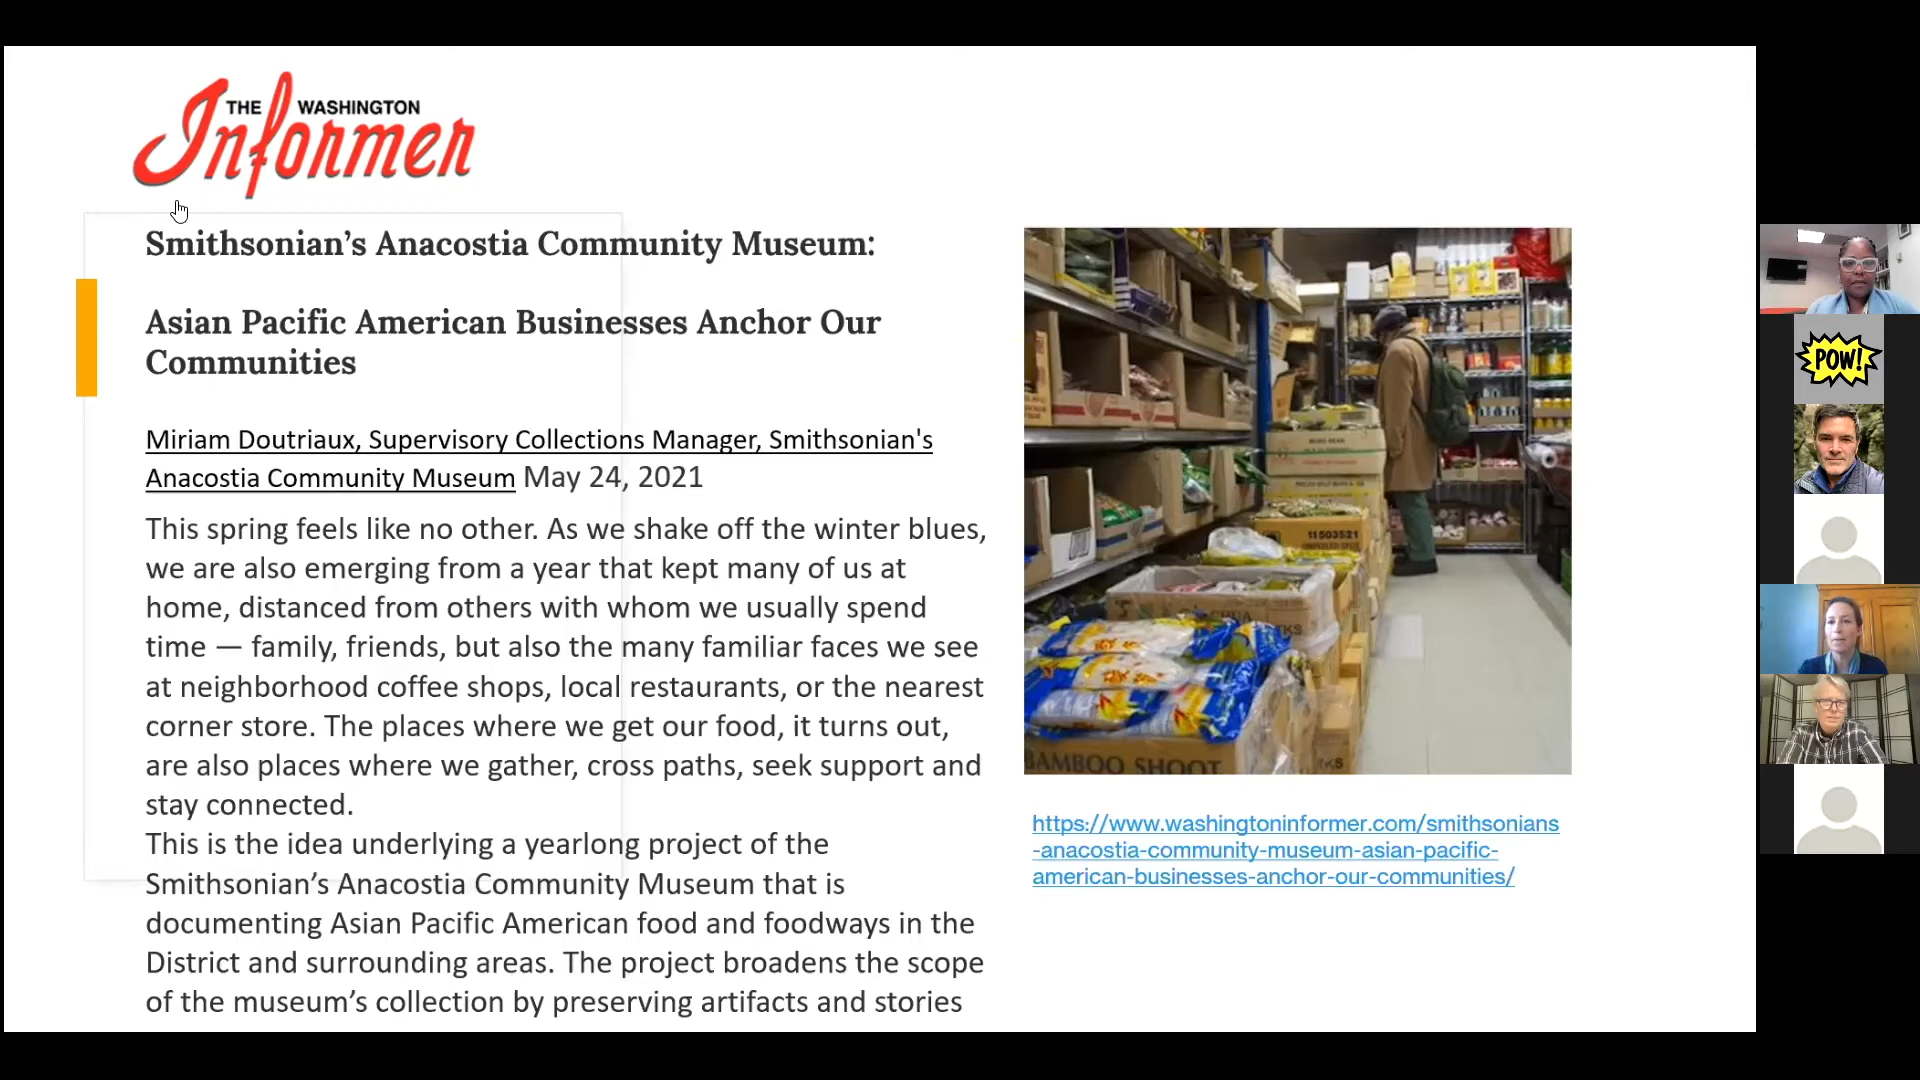 THE WASHINGTON
Informer
Smithsonian’s Anacostia Community Museum:
Asian Pacific American Businesses Anchor Our
Communities
Miriam Doutriaux, Supervisory Collections Manager, Smithsonian's
Anacostia Community Museum May 24, 2021
This spring feels like no other. As we shake off the winter blues,
we are also emerging from a year that kept many of us at
home, distanced from others with whom we usually spend
time — family, friends, but also the many familiar faces we see
at neighborhood coffee shops, local restaurants, or the nearest
corner store. The places where we get our food, it turns out,
are also places where we gather, cross paths, seek support and
stay connected.
This is the idea underlying a yearlong project of the
Smithsonian’s Anacostia Community Museum that is
documenting Asian Pacific American food and foodways in the
District and surrounding areas. The project broadens the scope
of the museum’s collection by preserving artifacts and stories
11503521
BAMBOO SHOOT
https://www.washingtoninformer.com/smithsonians
-anacostia-community-museum-asian-pacific-
american-businesses-anchor-our-communities/
POW!